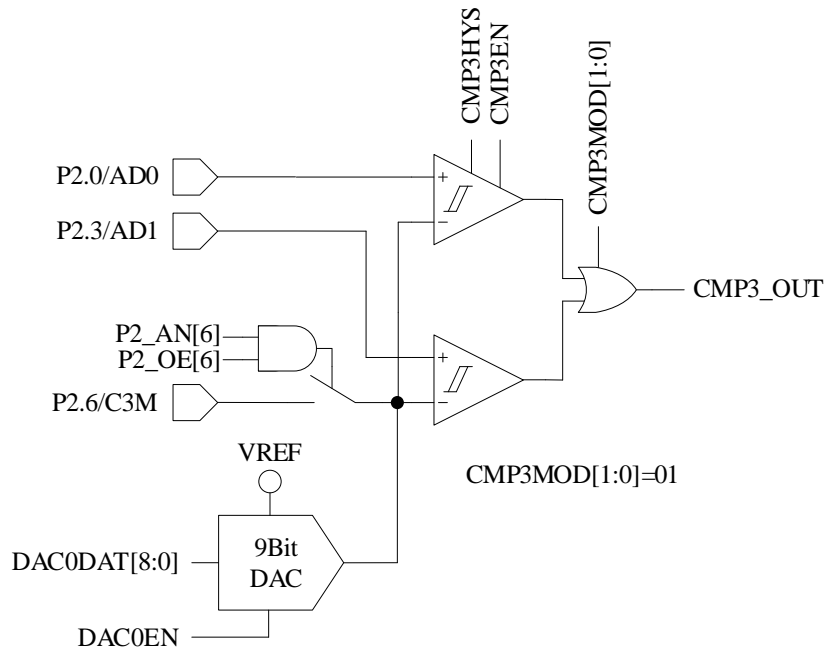 CMP3HYS
CMP3EN
CMP3MOD[1:0]
P2.0/AD0
+
−
P2.3/AD1
CMP3_OUT
P2_AN[6]
P2_OE[6]
+
−
P2.6/C3M
VREF
CMP3MOD[1:0]=01
DAC0DAT[8:0]
9Bit
DAC
DAC0EN